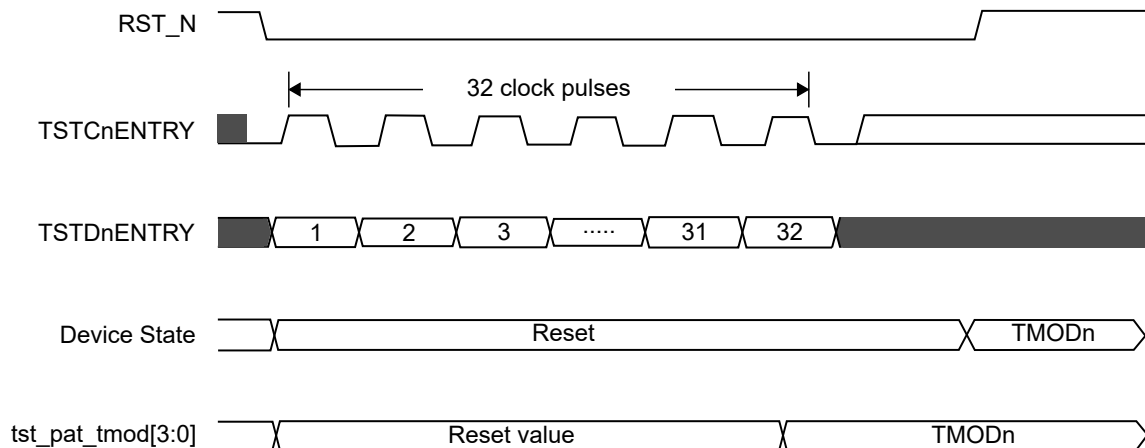 RST_N
32 clock pulses
TSTCnENTRY
TSTDnENTRY 1 2 3 ..... 31 32
Device State Reset TMODn
tst_pat_tmod[3:0] Reset value TMODn